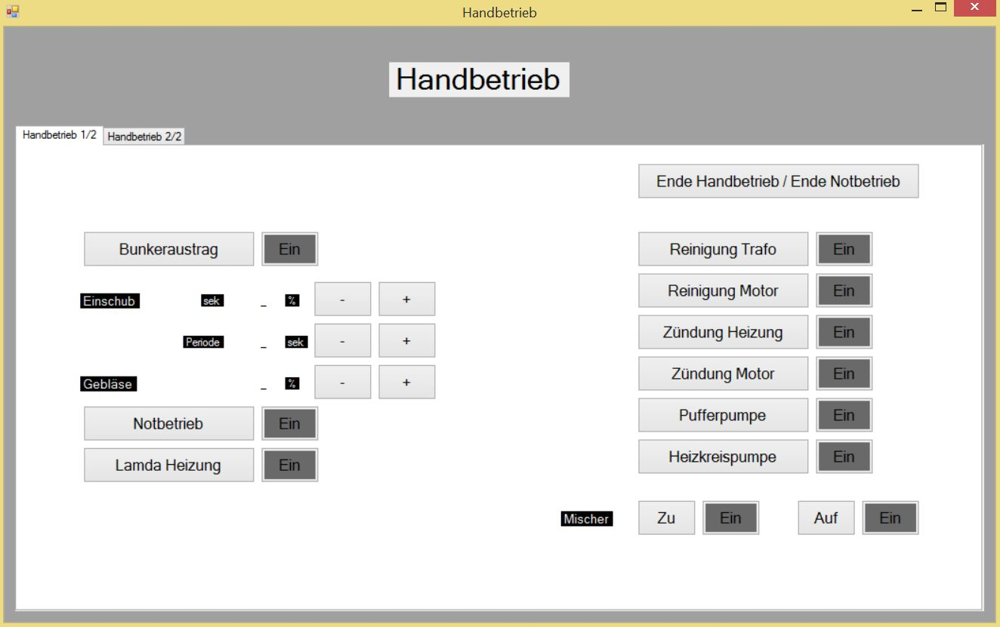 Handbetrieb
Handbetrieb
Handbetrieb 1/2 Handbetrieb 2/2
Ende Handbetrieb / Ende Notbetrieb
Bunkeraustrag Ein Reinigung Trafo Ein
Reinigung Motor Ein
Einschub sek _ % - +
Zündung Heizung Ein
Periode _ sek - +
Zündung Motor Ein
Gebläse _ % - +
Pufferpumpe Ein
Notbetrieb Ein
Heizkreispumpe Ein
Lamda Heizung Ein
Mischer Zu Ein Auf Ein